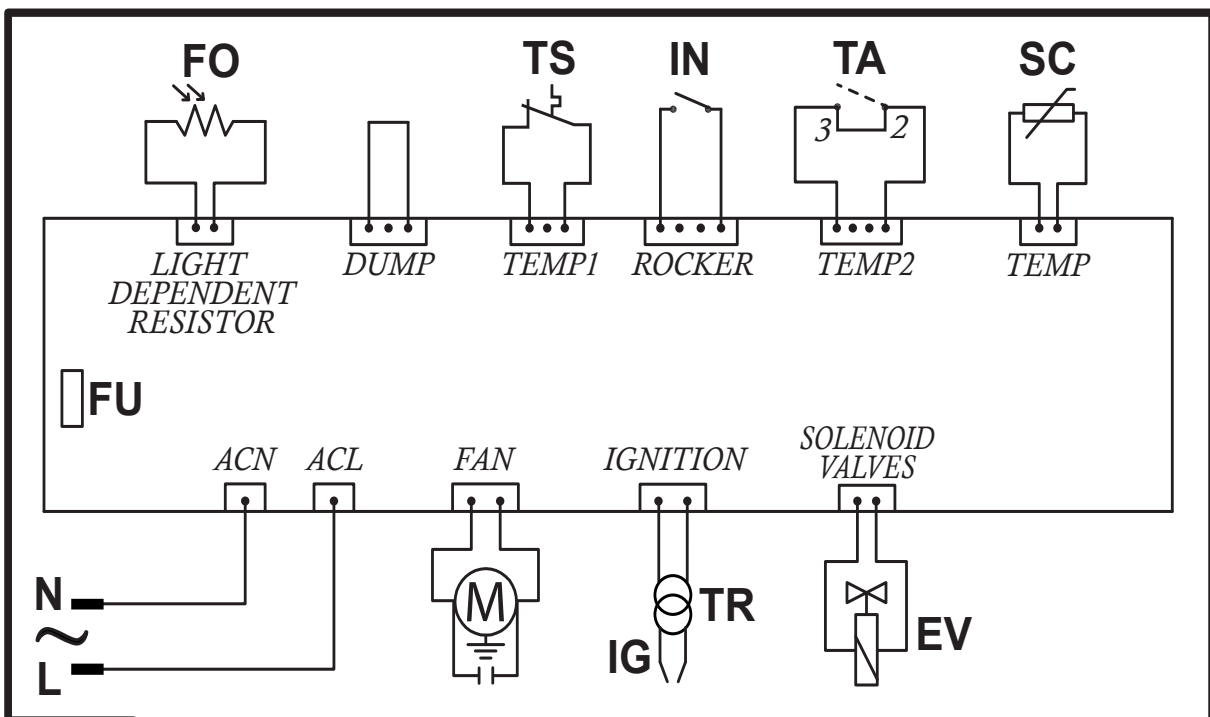 FO
TS
IN
TA
SC
3
2
LIGHT
DEPENDENT
RESISTOR
DUMP
TEMP1
ROCKER
TEMP2
TEMP
FU
ACN
ACL
FAN
IGNITION
SOLENOID
VALVES
N
~
L
M
TR
IG
EV